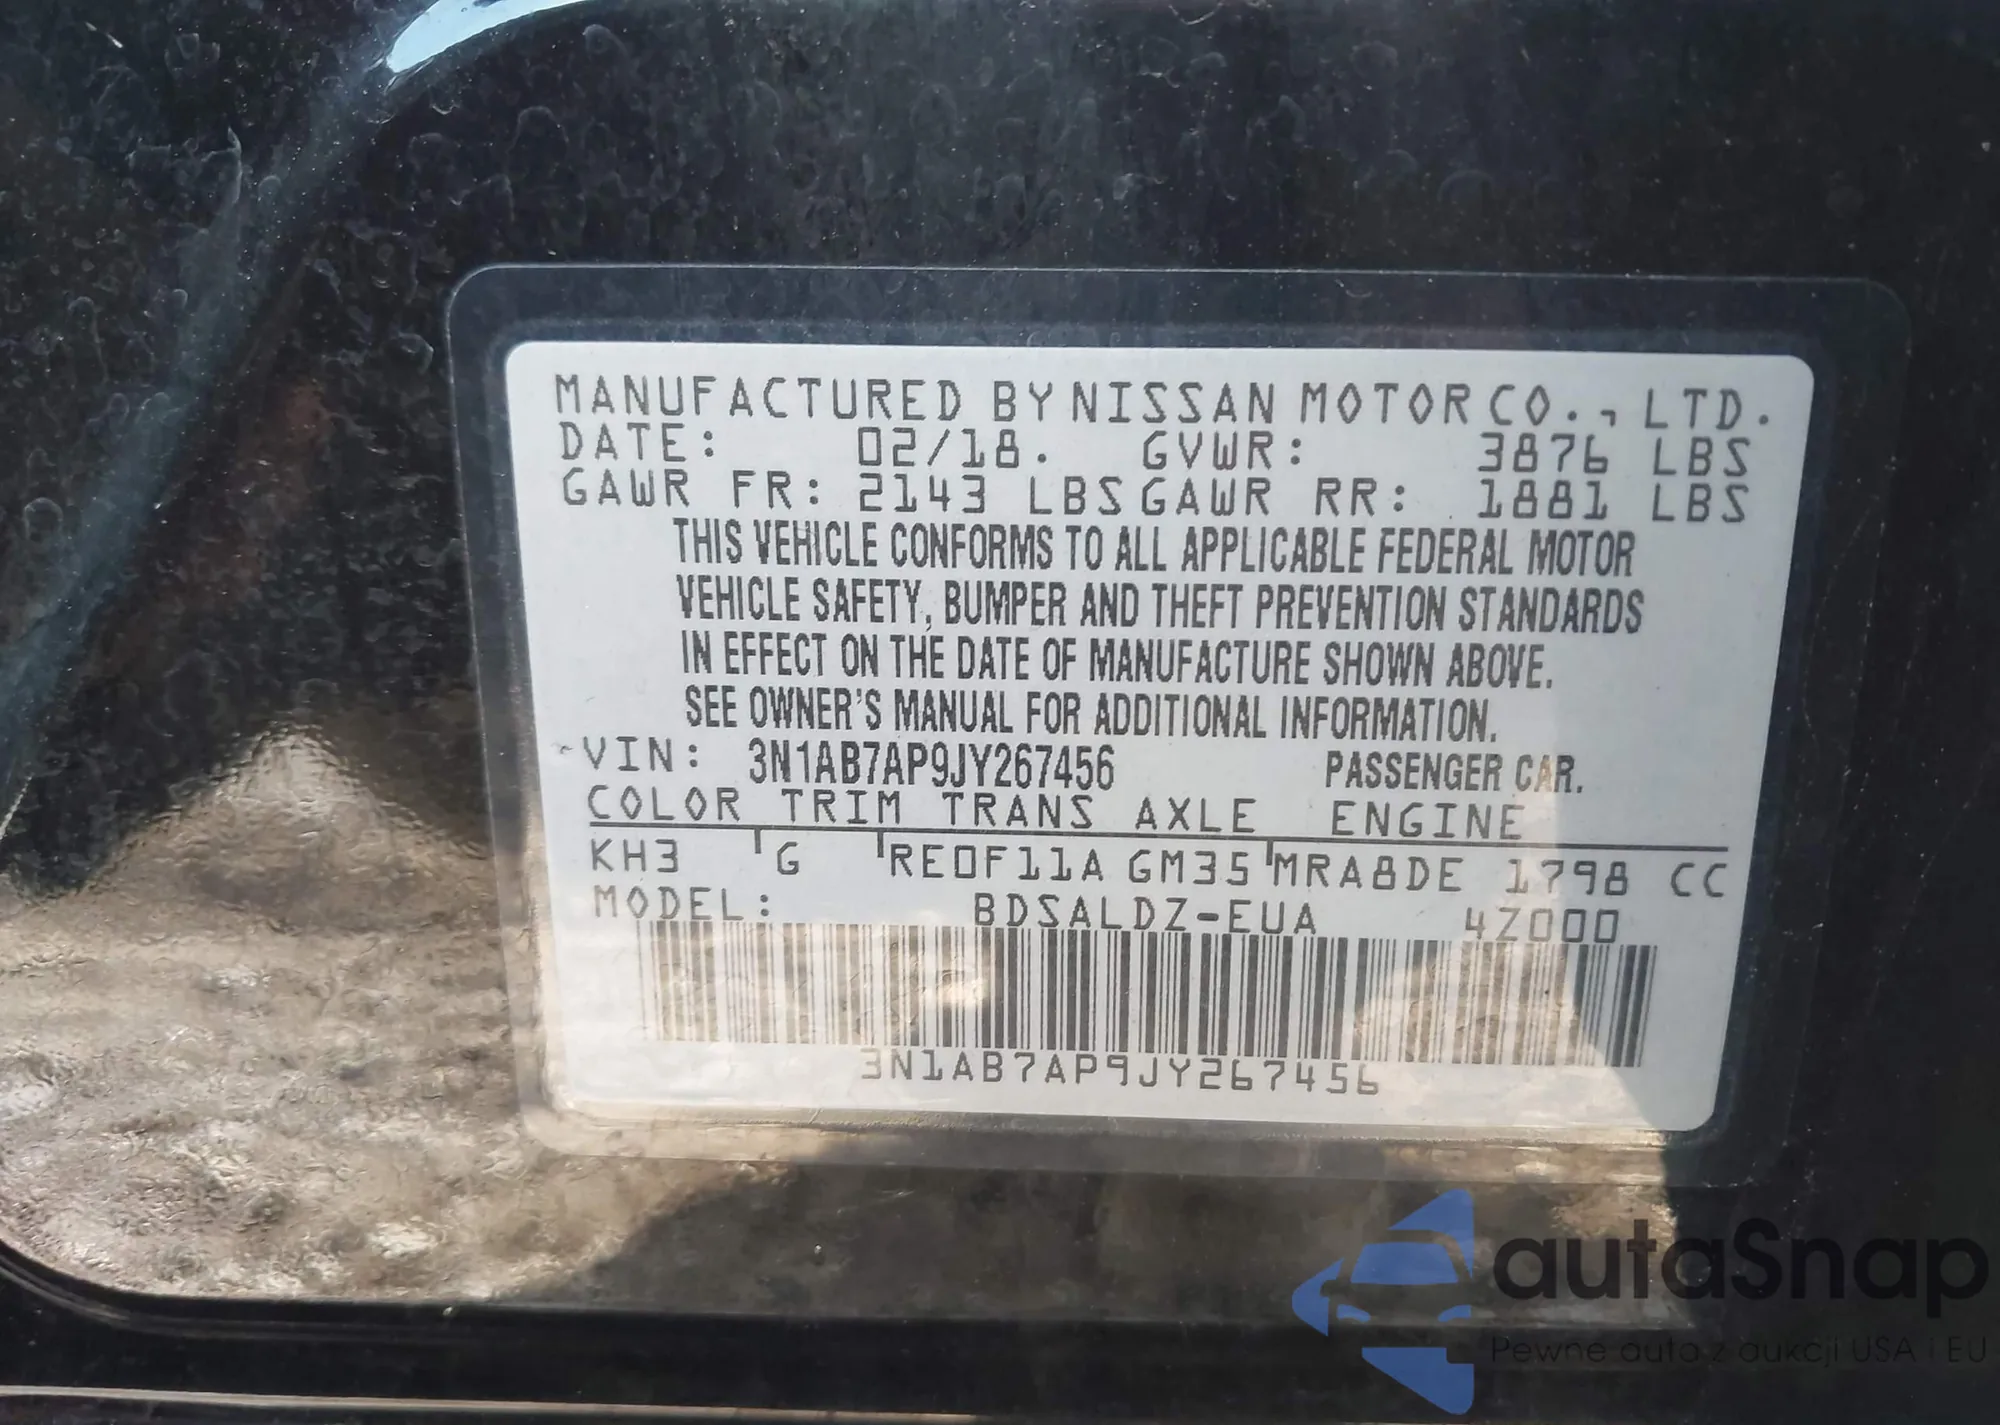 MANUFACTURED BY NISSAN MOTOR CO., LTD.
DATE: 02/18. GVWR: 3876 LBS
GAWR FR: 2143 LBS GAWR RR: 1881 LBS
THIS VEHICLE CONFORMS TO ALL APPLICABLE FEDERAL MOTOR
VEHICLE SAFETY, BUMPER AND THEFT PREVENTION STANDARDS
IN EFFECT ON THE DATE OF MANUFACTURE SHOWN ABOVE.
SEE OWNER'S MANUAL FOR ADDITIONAL INFORMATION.
VIN: 3N1AB7AP9JY267456 PASSENGER CAR.
COLOR TRIM TRANS AXLE ENGINE
KH3 G RE0F11A GM35 MRA8DE 1798 CC
MODEL: BDSALDZ-EUA 4Z000
3N1AB7AP9JY267456
autaSnap
Pewne auta z aukcji USA i EU